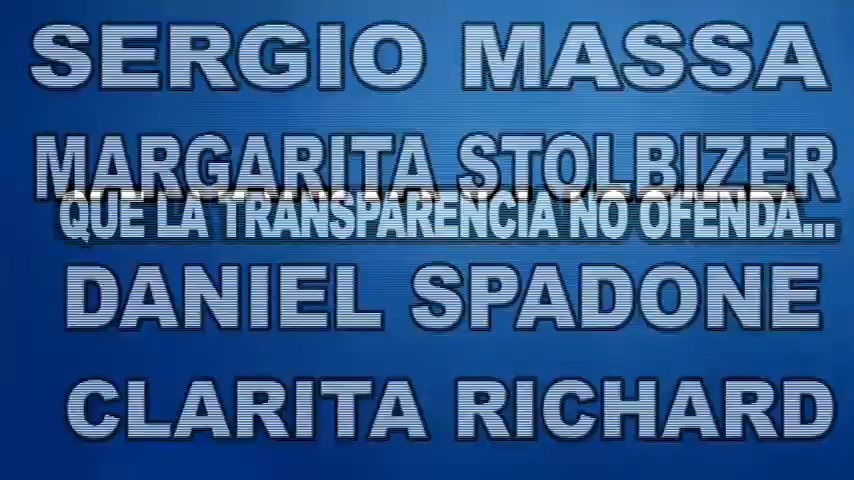 SERGIO MASSA
MARGARITA STOLBIZER
QUE LA TRANSPARENCIA NO OFENDA...
DANIEL SPADONE
CLARITA RICHARD